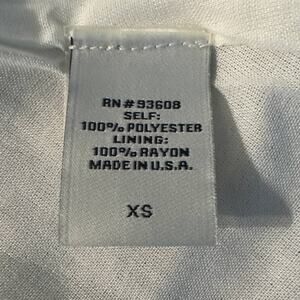 RN#93608
SELF:
100% POLYESTER
LINING:
100% RAYON
MADE IN U.S.A.
XS